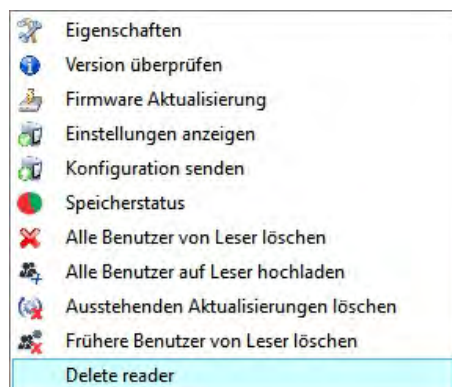 Eigenschaften
Version überprüfen
Firmware Aktualisierung
Einstellungen anzeigen
Konfiguration senden
Speicherstatus
Alle Benutzer von Leser löschen
Alle Benutzer auf Leser hochladen
Ausstehenden Aktualisierungen löschen
Frühere Benutzer von Leser löschen
Delete reader